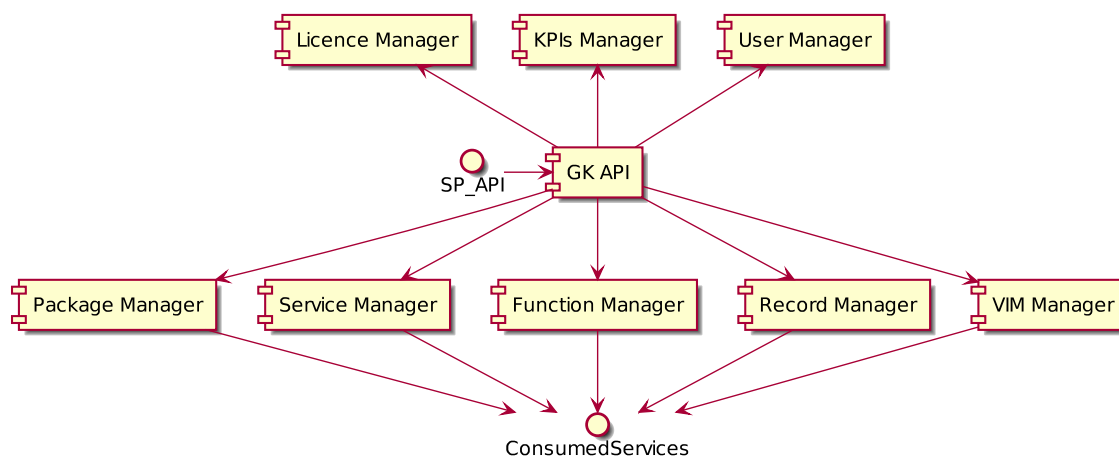 Licence Manager
KPIs Manager
User Manager
SP_API
GK API
Package Manager
Service Manager
Function Manager
Record Manager
VIM Manager
ConsumedServices